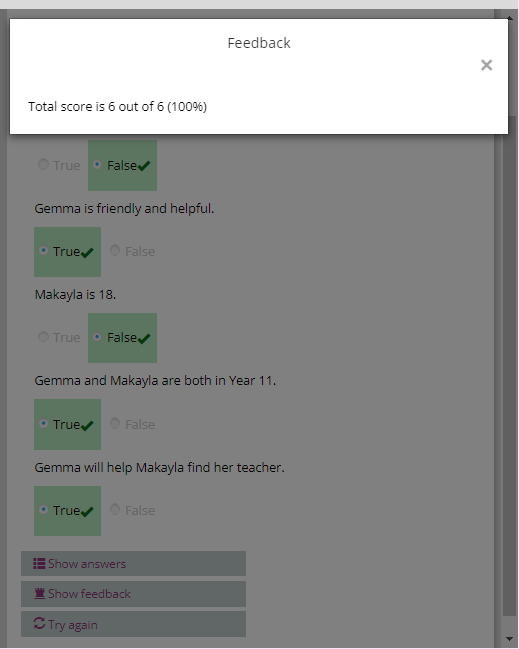 Feedback
Total score is 6 out of 6 (100%)
True False
Gemma is friendly and helpful.
True False
Makayla is 18.
True False
Gemma and Makayla are both in Year 11.
True False
Gemma will help Makayla find her teacher.
True False
Show answers
Show feedback
Try again